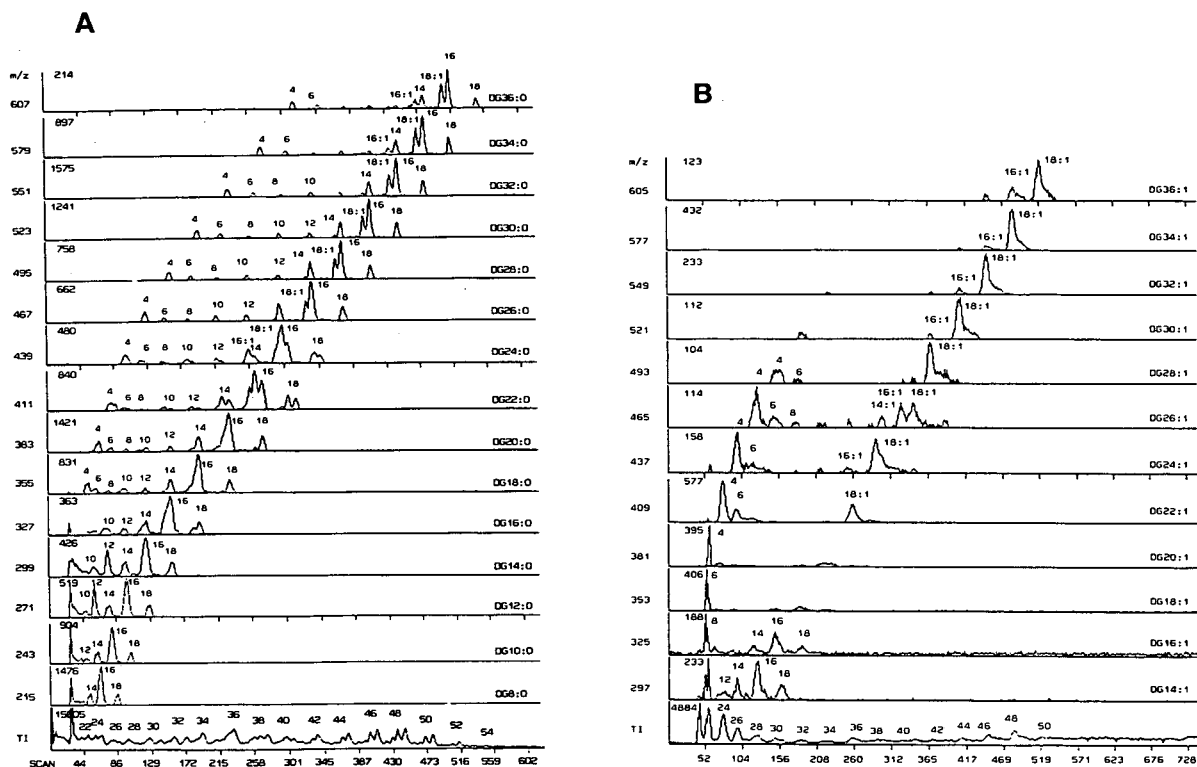 A
m/z
214
4 6 16:1 14 18:1 16 18
607 DG36:0
897
4 6 16:1 14 18:1 16 18
579 DG34:0
1575
4 6 8 10 14 18:1 16 18
551 DG32:0
1241
4 6 8 10 12 14 18:1 16 18
523 DG30:0
758
4 6 8 10 12 14 18:1 16 18
495 DG28:0
662
4 6 8 10 12 18:1 16 18
467 DG26:0
480
4 6 8 10 12 16:1 14 18:1 16 18
439 DG24:0
840
4 6 8 10 12 14 16 18
411 DG22:0
1421
4 6 8 10 12 14 16 18
383 DG20:0
831
4 6 8 10 12 14 16 18
355 DG18:0
363
10 12 14 16 18
327 DG16:0
426
10 12 14 16 18
299 DG14:0
519
10 12 14 16 18
271 DG12:0
904
12 14 16 18
243 DG10:0
1476
14 16 18
215 DG8:0
22 24 26 28 30 32 34 36 38 40 42 44 46 48 50 52 54
TI
SCAN 44 86 129 172 215 258 301 344 387 430 473 516 559 602
B
m/z
123
16:1 18:1
605 DG36:1
432
16:1 18:1
577 DG34:1
233
16:1 18:1
549 DG32:1
112
16:1 18:1
521 DG30:1
104
4 6 18:1
493 DG28:1
114
4 6 8 14:1 16:1 18:1
465 DG26:1
158
4 6 16:1 18:1
437 DG24:1
577
4 6 18:1
409 DG22:1
395
4
381 DG20:1
406
6
353 DG18:1
188
8 14 16 18
325 DG16:1
233
12 14 16 18
297 DG14:1
4884
24 26 28 30 32 34 36 38 40 42 44 46 48 50
TI
52 104 156 208 260 312 365 417 469 519 571 623 676 728